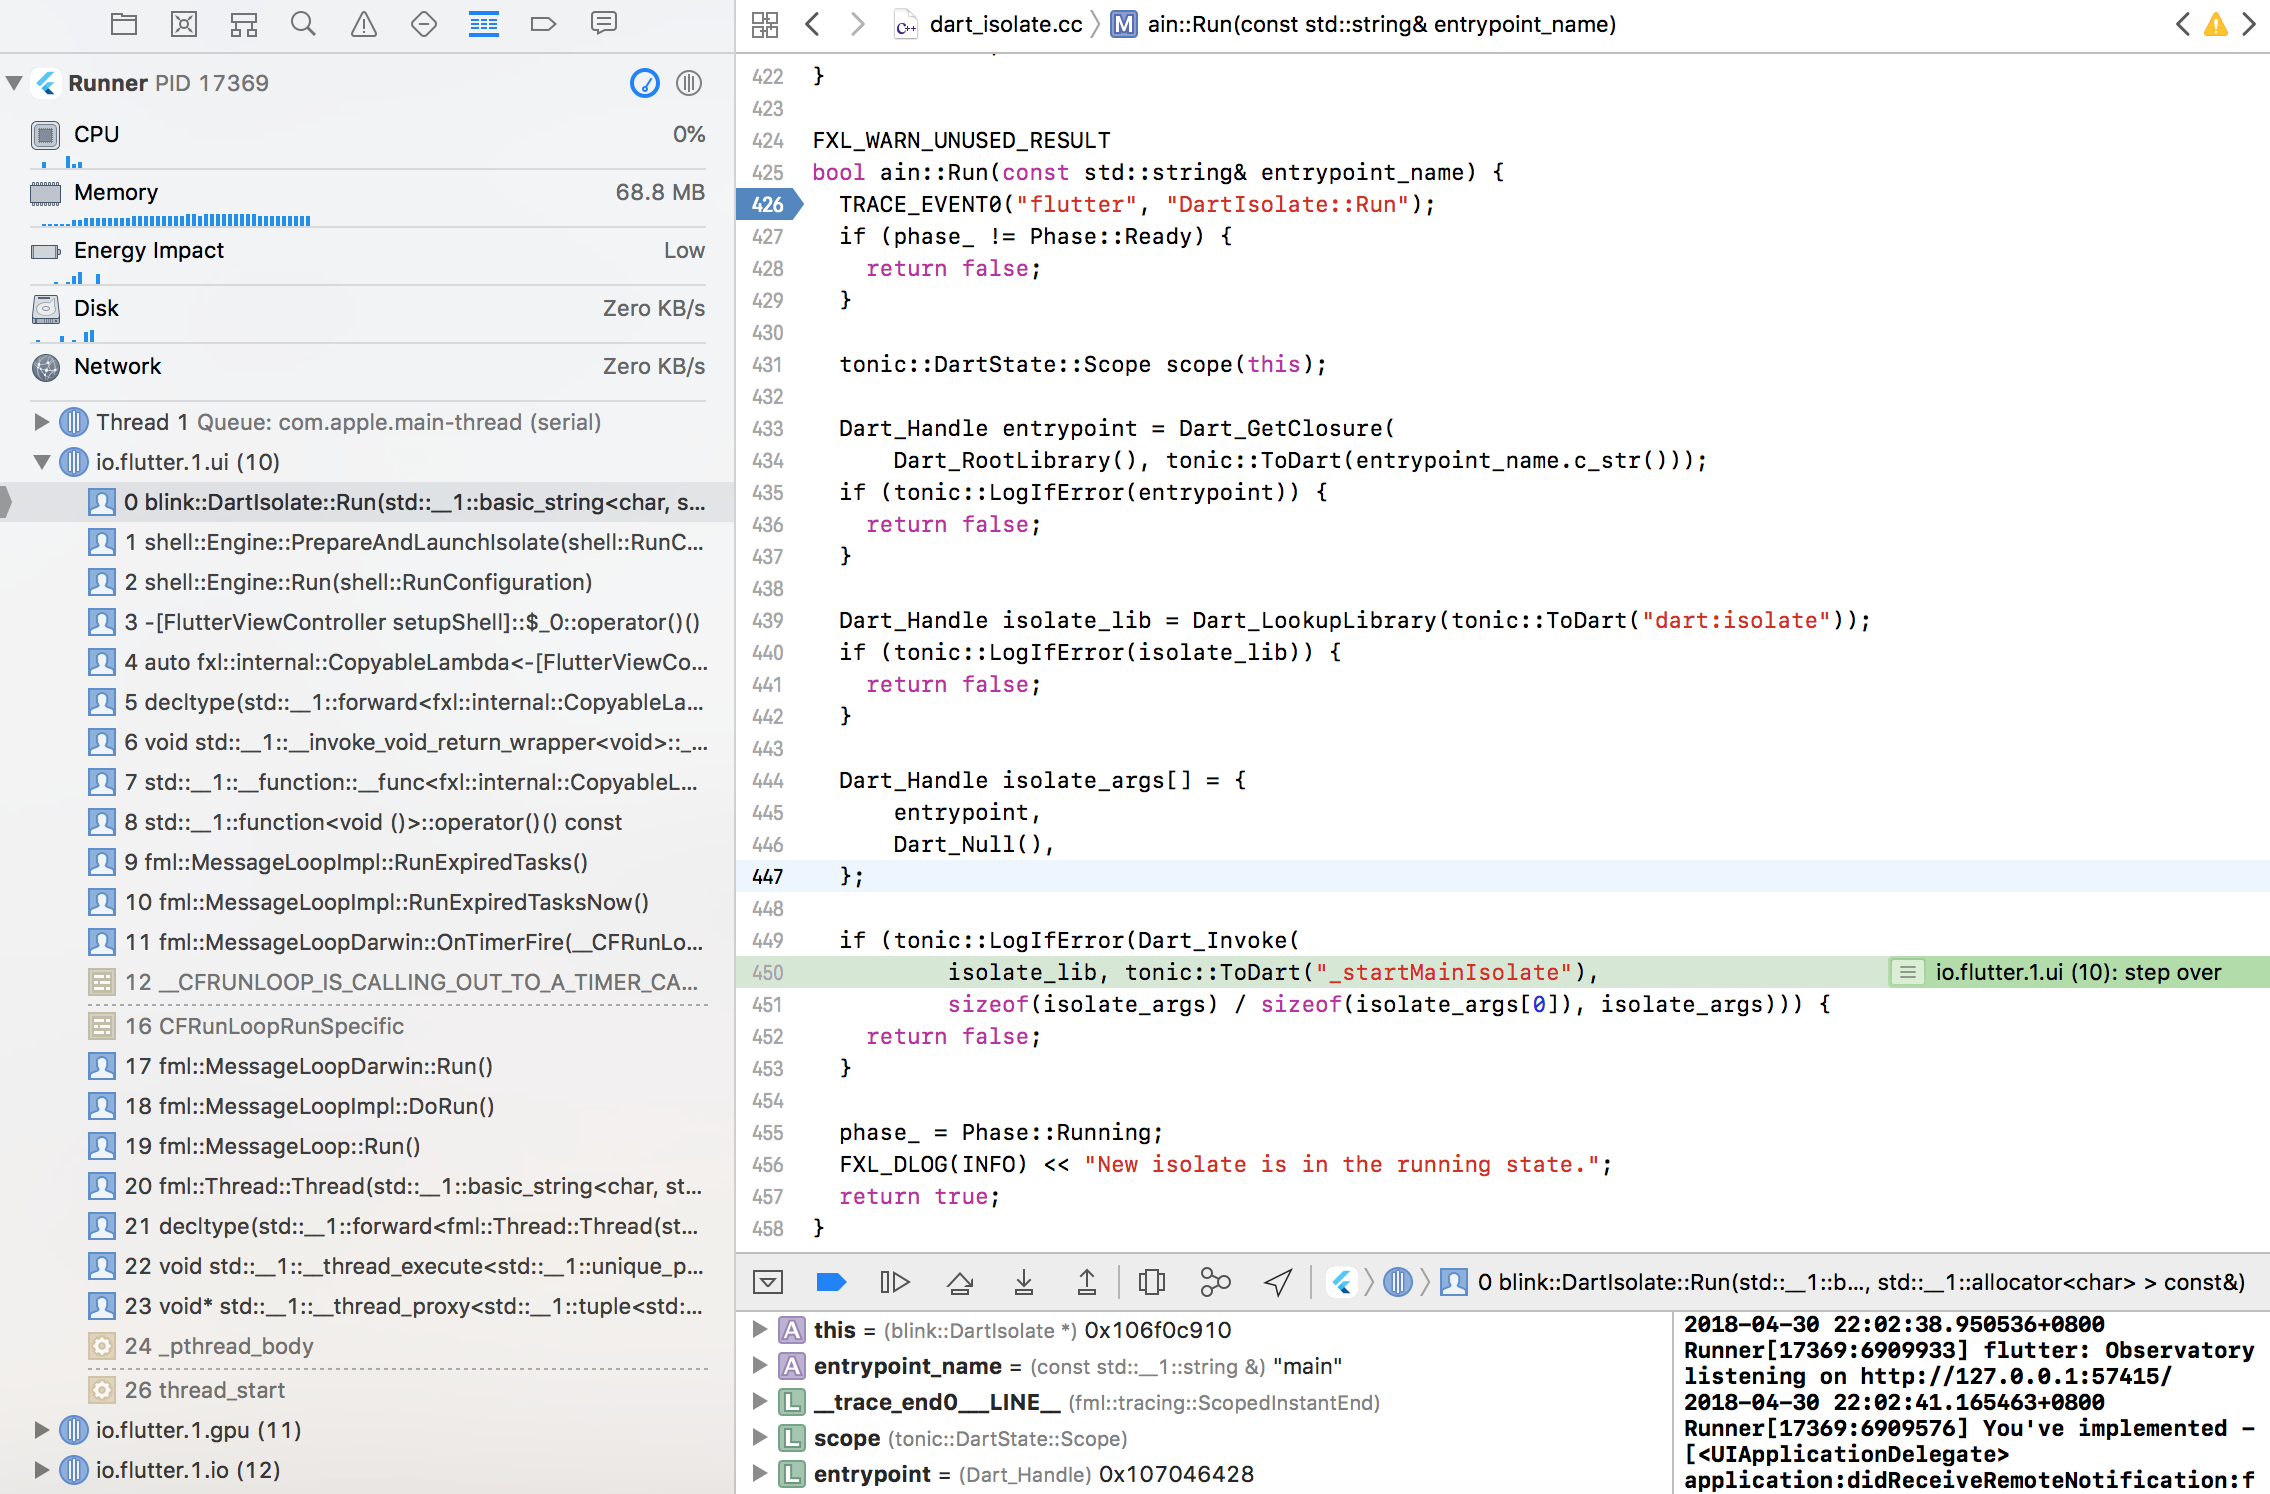 Runner PID 17369
CPU 0%
Memory 68.8 MB
Energy Impact Low
Disk Zero KB/s
Network Zero KB/s
Thread 1 Queue: com.apple.main-thread (serial)
io.flutter.1.ui (10)
0 blink::DartIsolate::Run(std::__1::basic_string<char, s...
1 shell::Engine::PrepareAndLaunchIsolate(shell::RunC...
2 shell::Engine::Run(shell::RunConfiguration)
3 -[FlutterViewController setupShell]::$_0::operator()()
4 auto fxl::internal::CopyableLambda<-[FlutterViewCo...
5 decltype(std::__1::forward<fxl::internal::CopyableLa...
6 void std::__1::__invoke_void_return_wrapper<void>::_...
7 std::__1::__function::__func<fxl::internal::CopyableL...
8 std::__1::function<void ()>::operator()() const
9 fml::MessageLoopImpl::RunExpiredTasks()
10 fml::MessageLoopImpl::RunExpiredTasksNow()
11 fml::MessageLoopDarwin::OnTimerFire(__CFRunLo...
12 __CFRUNLOOP_IS_CALLING_OUT_TO_A_TIMER_CA...
16 CFRunLoopRunSpecific
17 fml::MessageLoopDarwin::Run()
18 fml::MessageLoopImpl::DoRun()
19 fml::MessageLoop::Run()
20 fml::Thread::Thread(std::__1::basic_string<char, st...
21 decltype(std::__1::forward<fml::Thread::Thread(st...
22 void std::__1::__thread_execute<std::__1::unique_p...
23 void* std::__1::__thread_proxy<std::__1::tuple<std:...
24 _pthread_body
26 thread_start
io.flutter.1.gpu (11)
io.flutter.1.io (12)
C++ dart_isolate.cc M ain::Run(const std::string& entrypoint_name)
422 }
423
424 FXL_WARN_UNUSED_RESULT
425 bool ain::Run(const std::string& entrypoint_name) {
426 TRACE_EVENT0("flutter", "DartIsolate::Run");
427 if (phase_ != Phase::Ready) {
428 return false;
429 }
430
431 tonic::DartState::Scope scope(this);
432
433 Dart_Handle entrypoint = Dart_GetClosure(
434 Dart_RootLibrary(), tonic::ToDart(entrypoint_name.c_str()));
435 if (tonic::LogIfError(entrypoint)) {
436 return false;
437 }
438
439 Dart_Handle isolate_lib = Dart_LookupLibrary(tonic::ToDart("dart:isolate"));
440 if (tonic::LogIfError(isolate_lib)) {
441 return false;
442 }
443
444 Dart_Handle isolate_args[] = {
445 entrypoint,
446 Dart_Null(),
447 };
448
449 if (tonic::LogIfError(Dart_Invoke(
450 isolate_lib, tonic::ToDart("_startMainIsolate"), io.flutter.1.ui (10): step over
451 sizeof(isolate_args) / sizeof(isolate_args[0]), isolate_args))) {
452 return false;
453 }
454
455 phase_ = Phase::Running;
456 FXL_DLOG(INFO) << "New isolate is in the running state.";
457 return true;
458 }
0 blink::DartIsolate::Run(std::__1::b..., std::__1::allocator<char> > const&)
A this = (blink::DartIsolate *) 0x106f0c910
A entrypoint_name = (const std::__1::string &) "main"
L __trace_end0___LINE__ (fml::tracing::ScopedInstantEnd)
L scope (tonic::DartState::Scope)
L entrypoint = (Dart_Handle) 0x107046428
2018-04-30 22:02:38.950536+0800
Runner[17369:6909933] flutter: Observatory
listening on http://127.0.0.1:57415/
2018-04-30 22:02:41.165463+0800
Runner[17369:6909576] You've implemented -
[<UIApplicationDelegate>
application:didReceiveRemoteNotification:f